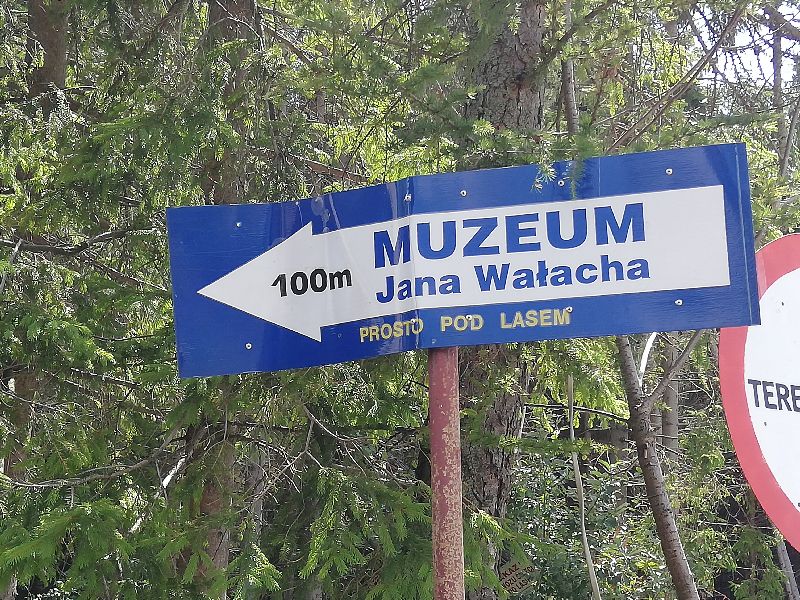 100m
MUZEUM
Jana Wałacha
PROSTO POD LASEM
TERE